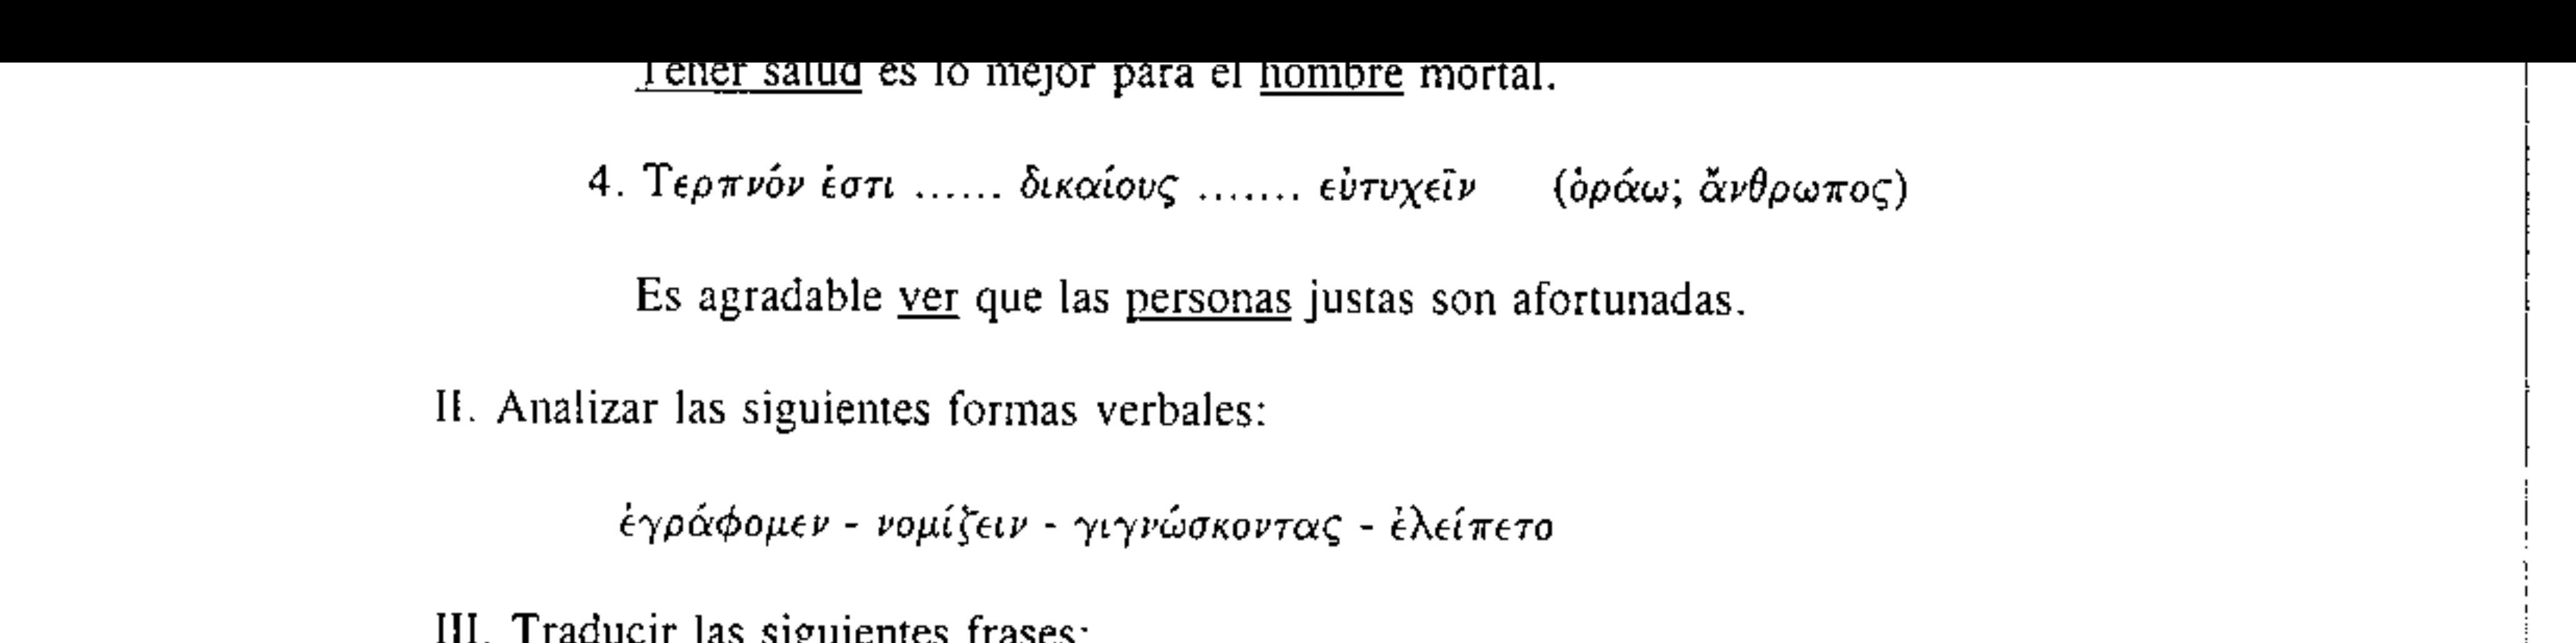 Tener salud es lo mejor para el hombre mortal.
4. Τερπνόν ἐστι ...... δικαίους ....... εὐτυχεῖν (ὁράω; ἄνθρωπος)
Es agradable ver que las personas justas son afortunadas.
II. Analizar las siguientes formas verbales:
ἐγράφομεν - νομίζειν - γιγνώσκοντας - ἐλείπετο
III. Traducir las siguientes frases: